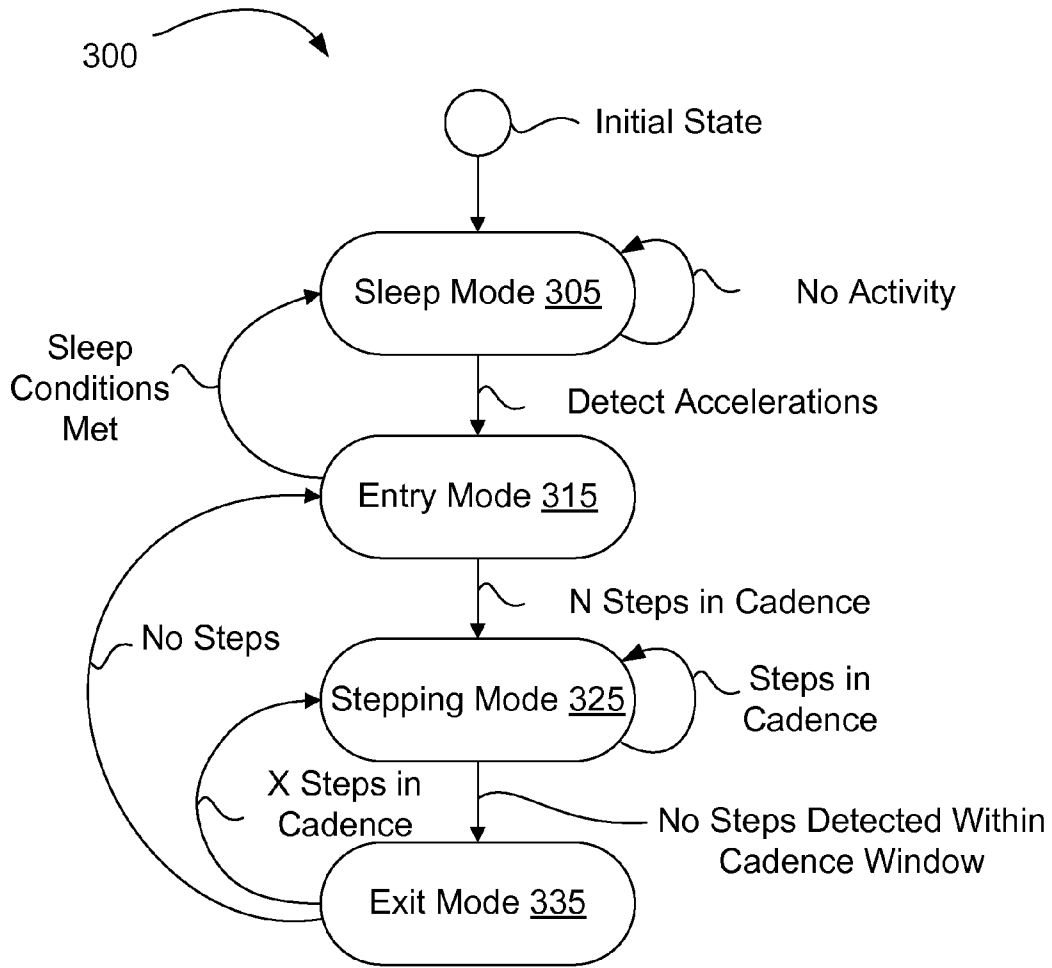 300
Initial State
Sleep Mode 305
No Activity
Sleep
Conditions
Met
Detect Accelerations
Entry Mode 315
N Steps in Cadence
No Steps
Stepping Mode 325
Steps in
Cadence
X Steps in
Cadence
No Steps Detected Within
Cadence Window
Exit Mode 335